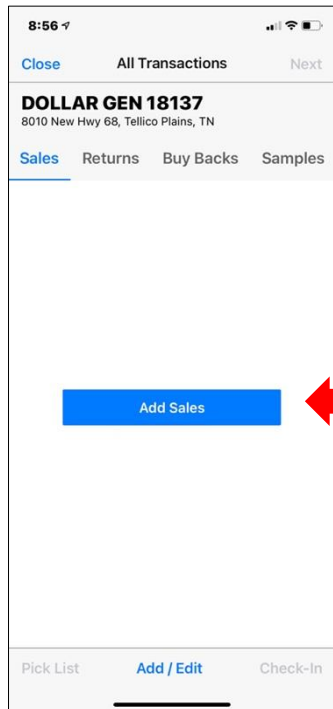 8:56
Close All Transactions Next
DOLLAR GEN 18137
8010 New Hwy 68, Tellico Plains, TN
Sales Returns Buy Backs Samples
Add Sales
Pick List Add / Edit Check-In